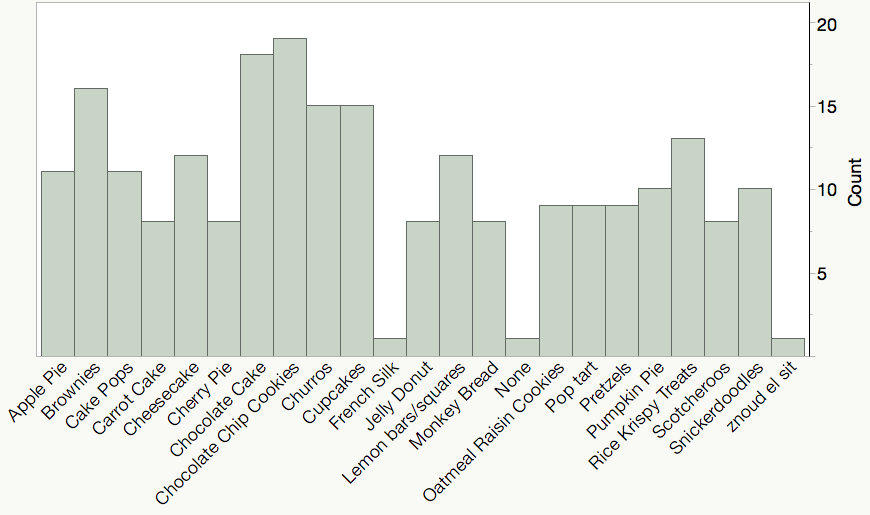 20
15
10
5
Count
Apple Pie
Brownies
Cake Pops
Carrot Cake
Cheesecake
Cherry Pie
Chocolate Cake
Chocolate Chip Cookies
Churros
Cupcakes
French Silk
Jelly Donut
Lemon bars/squares
Monkey Bread
None
Oatmeal Raisin Cookies
Pop tart
Pretzels
Pumpkin Pie
Rice Krispy Treats
Scotcheroos
Snickerdoodles
znoud el sit